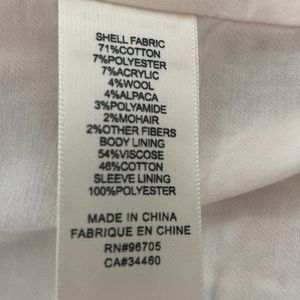 SHELL FABRIC
71%COTTON
7%POLYESTER
7%ACRYLIC
4%WOOL
4%ALPACA
3%POLYAMIDE
2%MOHAIR
2%OTHER FIBERS
BODY LINING
54%VISCOSE
46%COTTON
SLEEVE LINING
100%POLYESTER
MADE IN CHINA
FABRIQUE EN CHINE
RN#96705
CA#34460